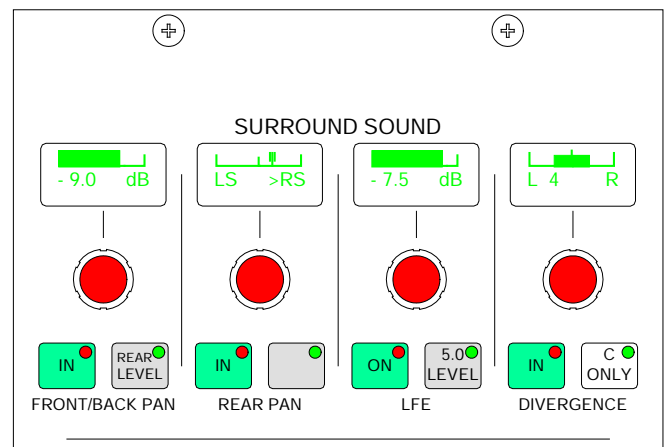 SURROUND SOUND
- 9.0 dB
LS >RS
- 7.5 dB
L 4 R
IN
REAR
LEVEL
IN
ON
5.0
LEVEL
IN
C
ONLY
FRONT/BACK PAN
REAR PAN
LFE
DIVERGENCE